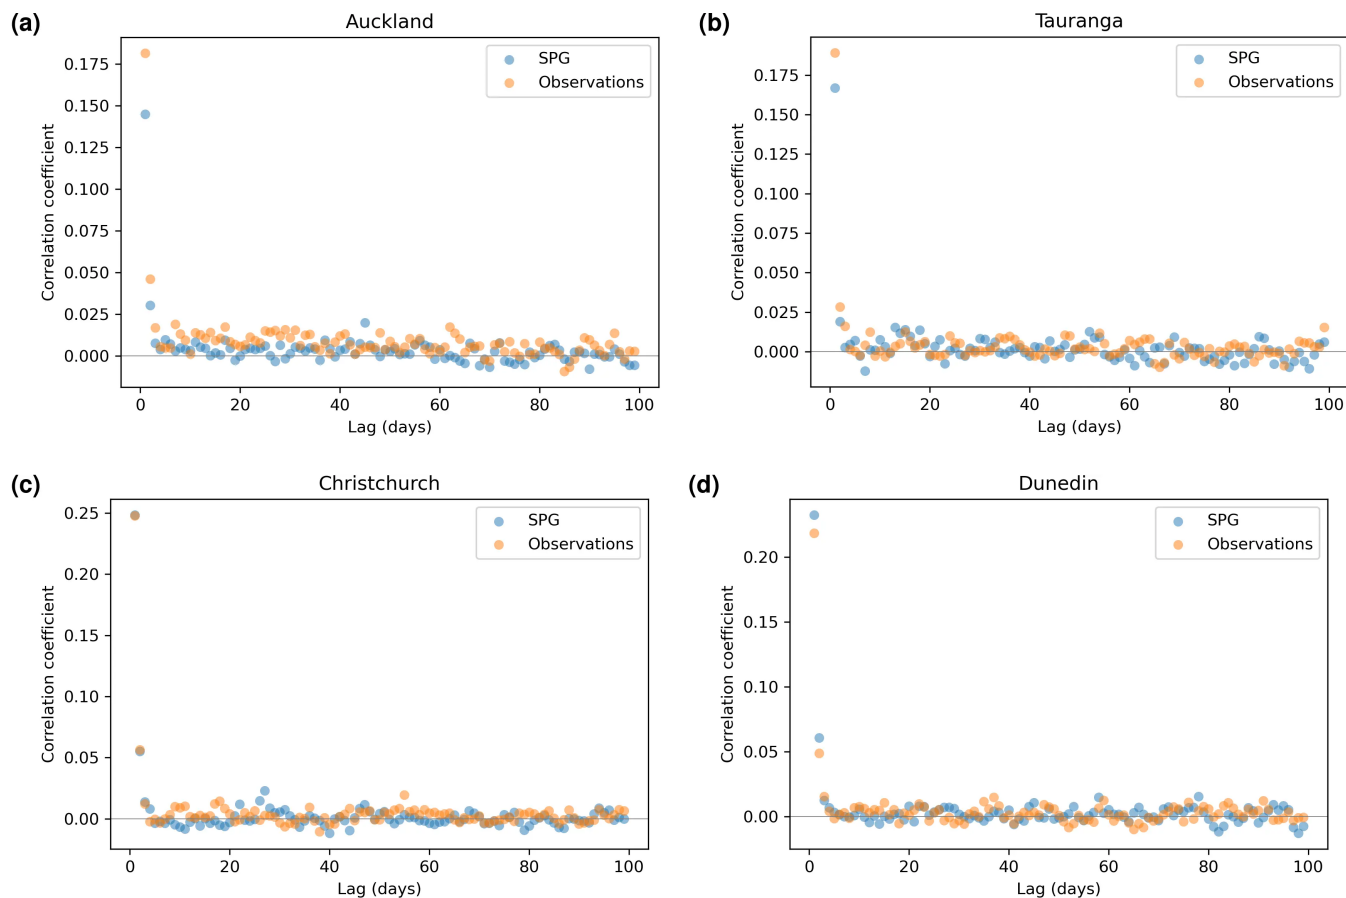 (a)
Auckland
SPG
Observations
0.175
0.150
0.125
0.100
0.075
0.050
0.025
0.000
Correlation coefficient
0 20 40 60 80 100
Lag (days)
(b)
Tauranga
SPG
Observations
0.175
0.150
0.125
0.100
0.075
0.050
0.025
0.000
Correlation coefficient
0 20 40 60 80 100
Lag (days)
(c)
Christchurch
SPG
Observations
0.25
0.20
0.15
0.10
0.05
0.00
Correlation coefficient
0 20 40 60 80 100
Lag (days)
(d)
Dunedin
SPG
Observations
0.20
0.15
0.10
0.05
0.00
Correlation coefficient
0 20 40 60 80 100
Lag (days)